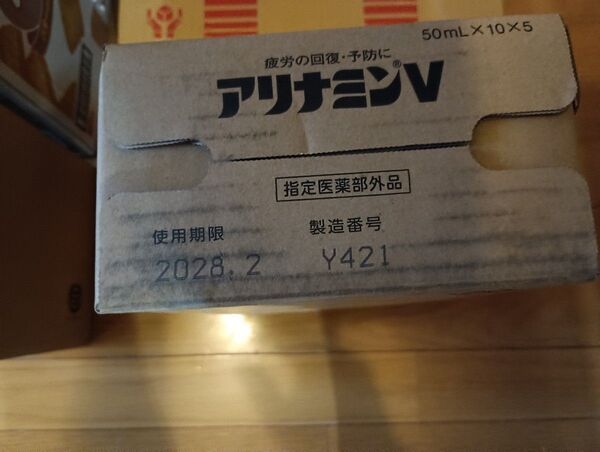 50mL×10×5
疲労の回復・予防に
アリナミン®V
指定医薬部外品
使用期限
製造番号
2028.2
Y421